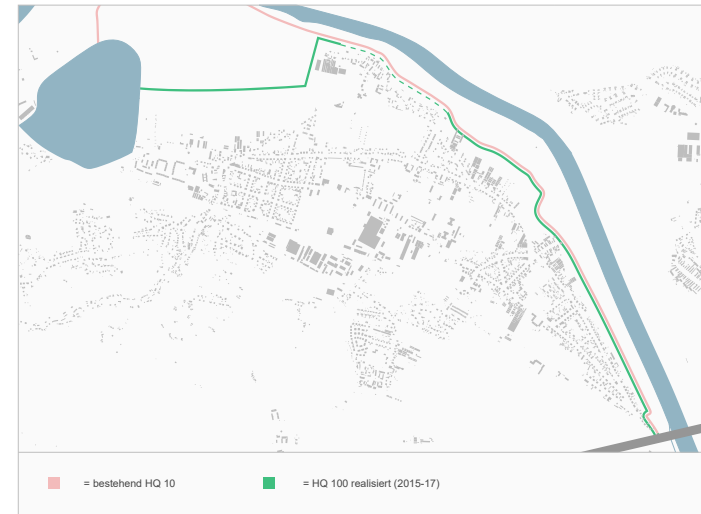 = bestehend HQ 10
= HQ 100 realisiert (2015-17)